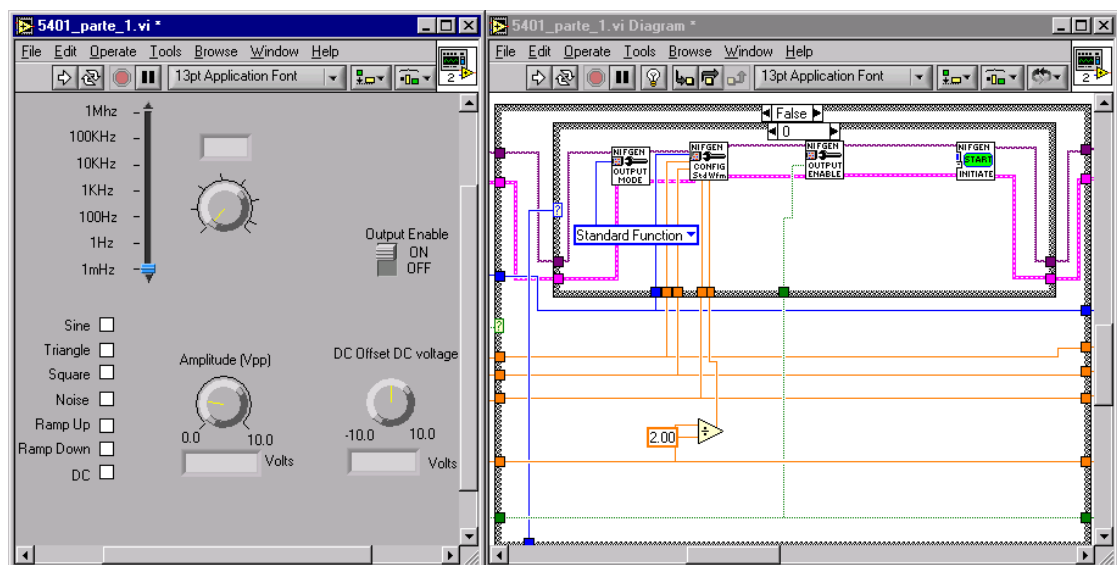 5401_parte_1.vi *
File Edit Operate Tools Browse Window Help
13pt Application Font
2
1Mhz
100KHz
10KHz
1KHz
100Hz
1Hz
1mHz
Output Enable
ON
OFF
Sine
Triangle
Square
Noise
Ramp Up
Ramp Down
DC
Amplitude (Vpp)
0.0 10.0
Volts
DC Offset DC voltage
-10.0 10.0
Volts
5401_parte_1.vi Diagram *
File Edit Operate Tools Browse Window Help
13pt Application Font
2
False
0
NIFGEN
OUTPUT
MODE
NIFGEN
CONFIG
Std Wfm
NIFGEN
OUTPUT
ENABLE
NIFGEN
START
INITIATE
?
Standard Function
?
2.00
÷